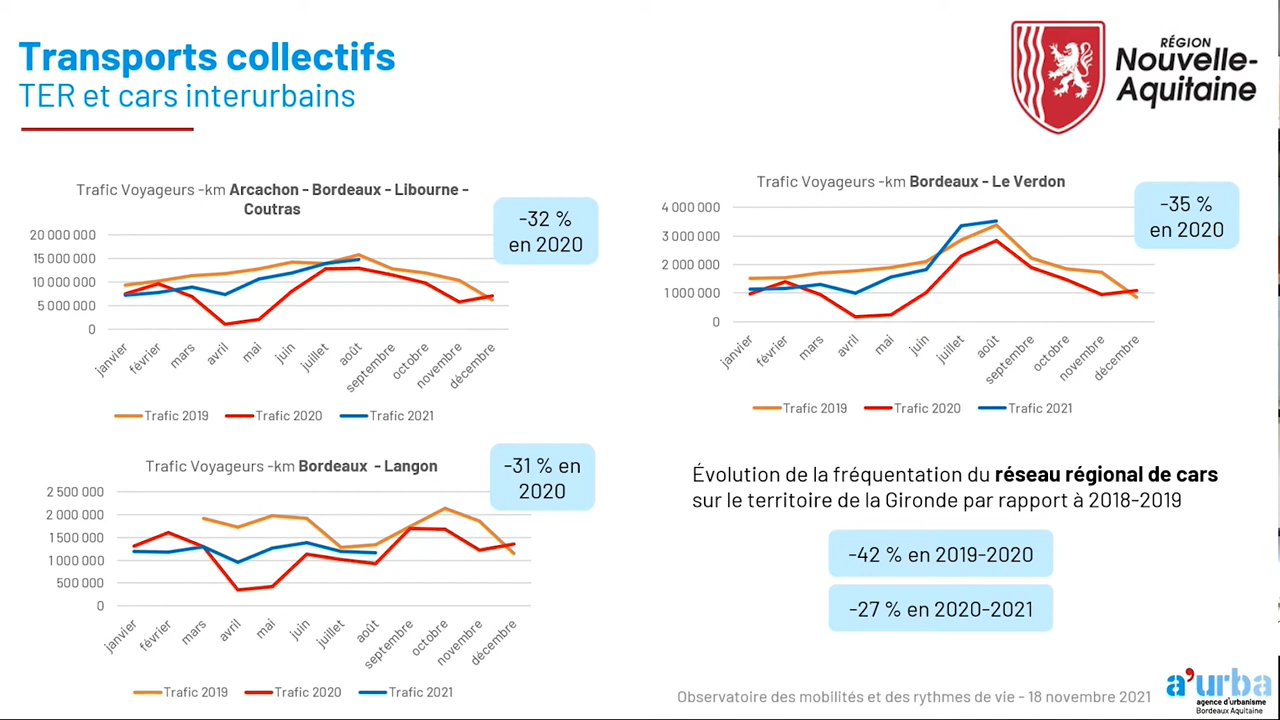 Transports collectifs
TER et cars interurbains
RÉGION
Nouvelle-
Aquitaine
Trafic Voyageurs -km Arcachon - Bordeaux - Libourne -
Coutras
-32 %
en 2020
20 000 000
15 000 000
10 000 000
5 000 000
0
janvier
février
mars
avril
mai
juin
juillet
août
septembre
octobre
novembre
décembre
Trafic 2019 Trafic 2020 Trafic 2021
Trafic Voyageurs -km Bordeaux - Le Verdon
-35 %
en 2020
4 000 000
3 000 000
2 000 000
1 000 000
0
janvier
février
mars
avril
mai
juin
juillet
août
septembre
octobre
novembre
décembre
Trafic 2019 Trafic 2020 Trafic 2021
Trafic Voyageurs -km Bordeaux - Langon
-31 % en
2020
2 500 000
2 000 000
1 500 000
1 000 000
500 000
0
janvier
février
mars
avril
mai
juin
juillet
août
septembre
octobre
novembre
décembre
Trafic 2019 Trafic 2020 Trafic 2021
Évolution de la fréquentation du réseau régional de cars
sur le territoire de la Gironde par rapport à 2018-2019
-42 % en 2019-2020
-27 % en 2020-2021
Observatoire des mobilités et des rythmes de vie - 18 novembre 2021
a'urba
agence d'urbanisme
Bordeaux Aquitaine